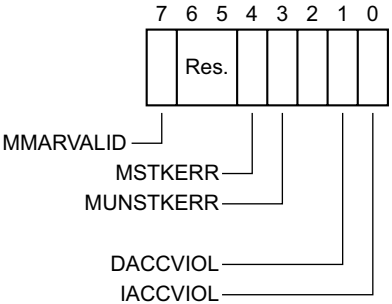 7 6 5 4 3 2 1 0
Res.
MMARVALID
MSTKERR
MUNSTKERR
DACCVIOL
IACCVIOL